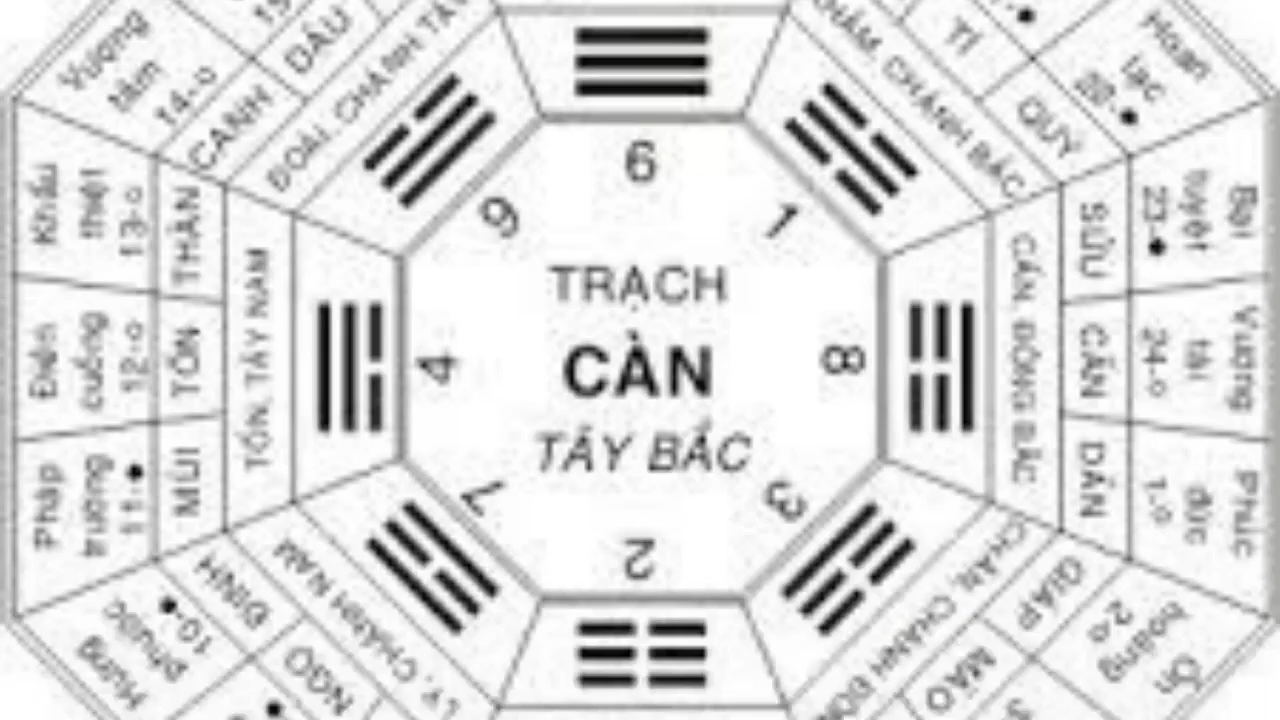 TRẠCH
CÀN
TÂY BẮC
6
1
8
3
2
7
4
9
KHẢM, CHÁNH BẮC
CẤN, ĐÔNG BẮC
CHẤN, CHÁNH
LY, CHÁNH NAM
TỐN, TÂY NAM
ĐOÀI, CHÁNH TÂY
TÍ
QUÝ
SỬU
CẤN
DẦN
GIÁP
MÃO
NGỌ
ĐINH
MÙI
TỐN
THÂN
CANH
DẬU
Hoan
lạc
22-
Bại
tuyệt
23-
Vượng
tài
24-o
Phúc
đức
1-o
Ôn
hoàng
2-o
Hưng
phước
10-
Pháp
trường
11-
Điên
cuồng
12-o
Khẩu
thiệt
13-o
Vượng
tàm
14-o